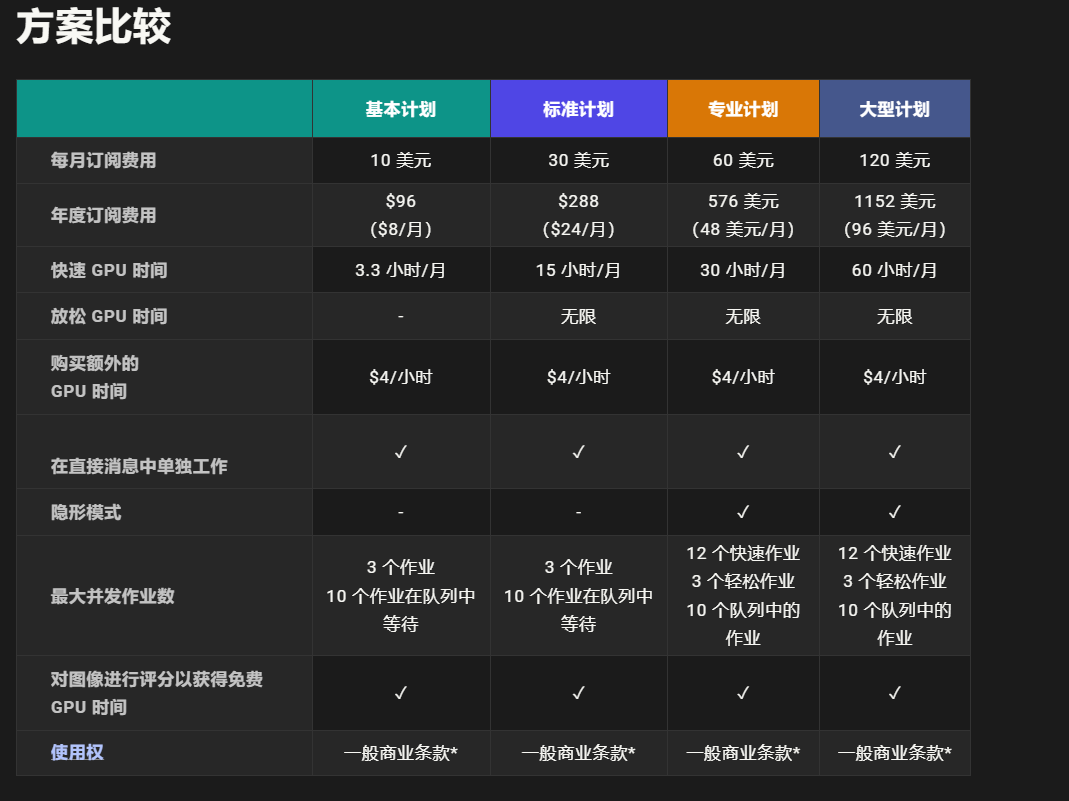 方案比较
基本计划 标准计划 专业计划 大型计划
每月订阅费用 10 美元 30 美元 60 美元 120 美元
年度订阅费用 $96 $288 576 美元 1152 美元
($8/月) ($24/月) (48 美元/月) (96 美元/月)
快速 GPU 时间 3.3 小时/月 15 小时/月 30 小时/月 60 小时/月
放松 GPU 时间 - 无限 无限 无限
购买额外的
GPU 时间 $4/小时 $4/小时 $4/小时 $4/小时
在直接消息中单独工作 ✓ ✓ ✓ ✓
隐形模式 - - ✓ ✓
最大并发作业数
3 个作业
10 个作业在队列中
等待
3 个作业
10 个作业在队列中
等待
12 个快速作业
3 个轻松作业
10 个队列中的
作业
12 个快速作业
3 个轻松作业
10 个队列中的
作业
对图像进行评分以获得免费
GPU 时间 ✓ ✓ ✓ ✓
使用权 一般商业条款* 一般商业条款* 一般商业条款* 一般商业条款*